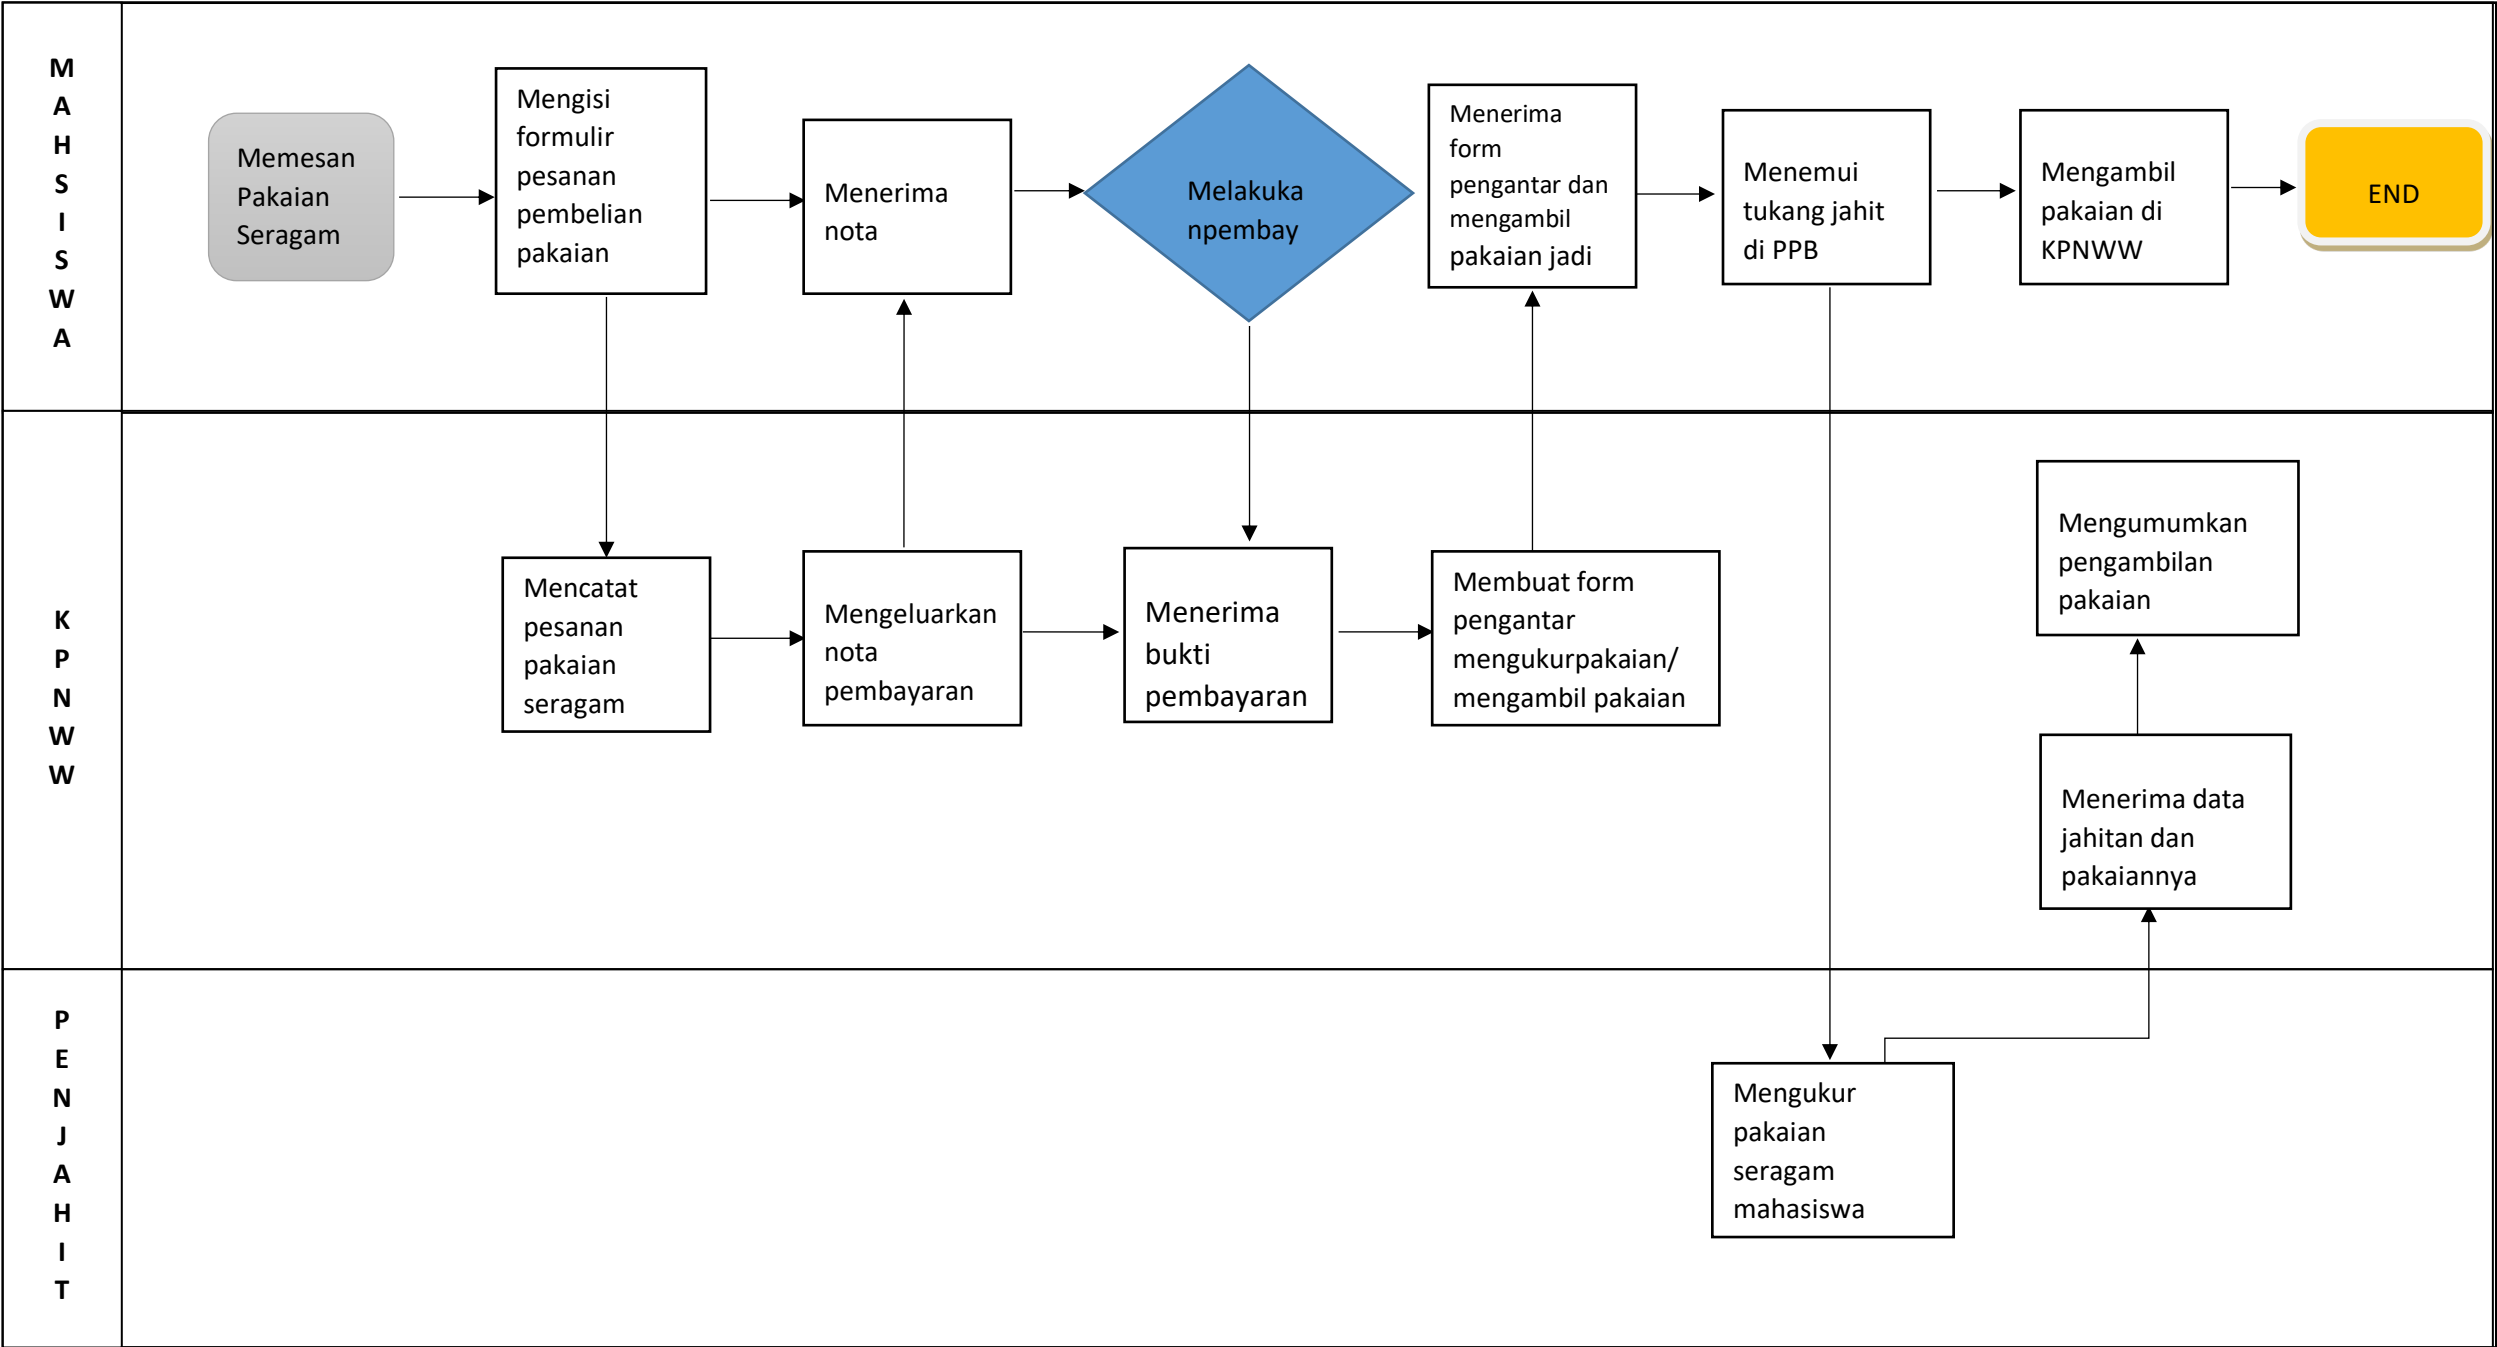 M
A
H
S
I
S
W
A
Memesan
Pakaian
Seragam
Mengisi
formulir
pesanan
pembelian
pakaian
Menerima
nota
Melakuka
npembay
Menerima
form
pengantar dan
mengambil
pakaian jadi
Menemui
tukang jahit
di PPB
Mengambil
pakaian di
KPNWW
END
K
P
N
W
W
Mencatat
pesanan
pakaian
seragam
Mengeluarkan
nota
pembayaran
Menerima
bukti
pembayaran
Membuat form
pengantar
mengukurpakaian/
mengambil pakaian
Mengumumkan
pengambilan
pakaian
Menerima data
jahitan dan
pakaiannya
P
E
N
J
A
H
I
T
Mengukur
pakaian
seragam
mahasiswa